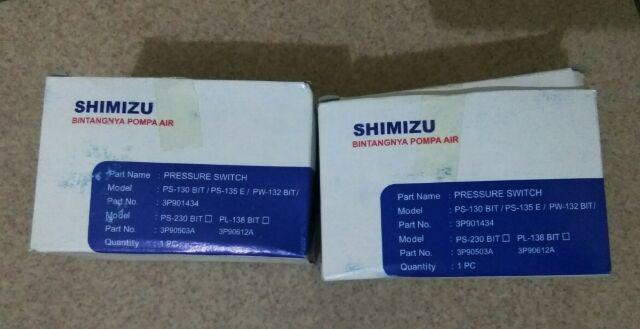 SHIMIZU
BINTANGNYA POMPA AIR
Part Name : PRESSURE SWITCH
Model : PS-130 BIT / PS-135 E / PW-132 BIT/
Part No. : 3P901434
Model : PS-230 BIT □ PL-138 BIT □
Part No. : 3P90503A 3P90612A
Quantity : 1 PC
SHIMIZU
BINTANGNYA POMPA AIR
Part Name : PRESSURE SWITCH
Model : PS-130 BIT / PS-135 E / PW-132 BIT/
Part No. : 3P901434
Model : PS-230 BIT □ PL-138 BIT □
Part No. : 3P90503A 3P90612A
Quantity : 1 PC